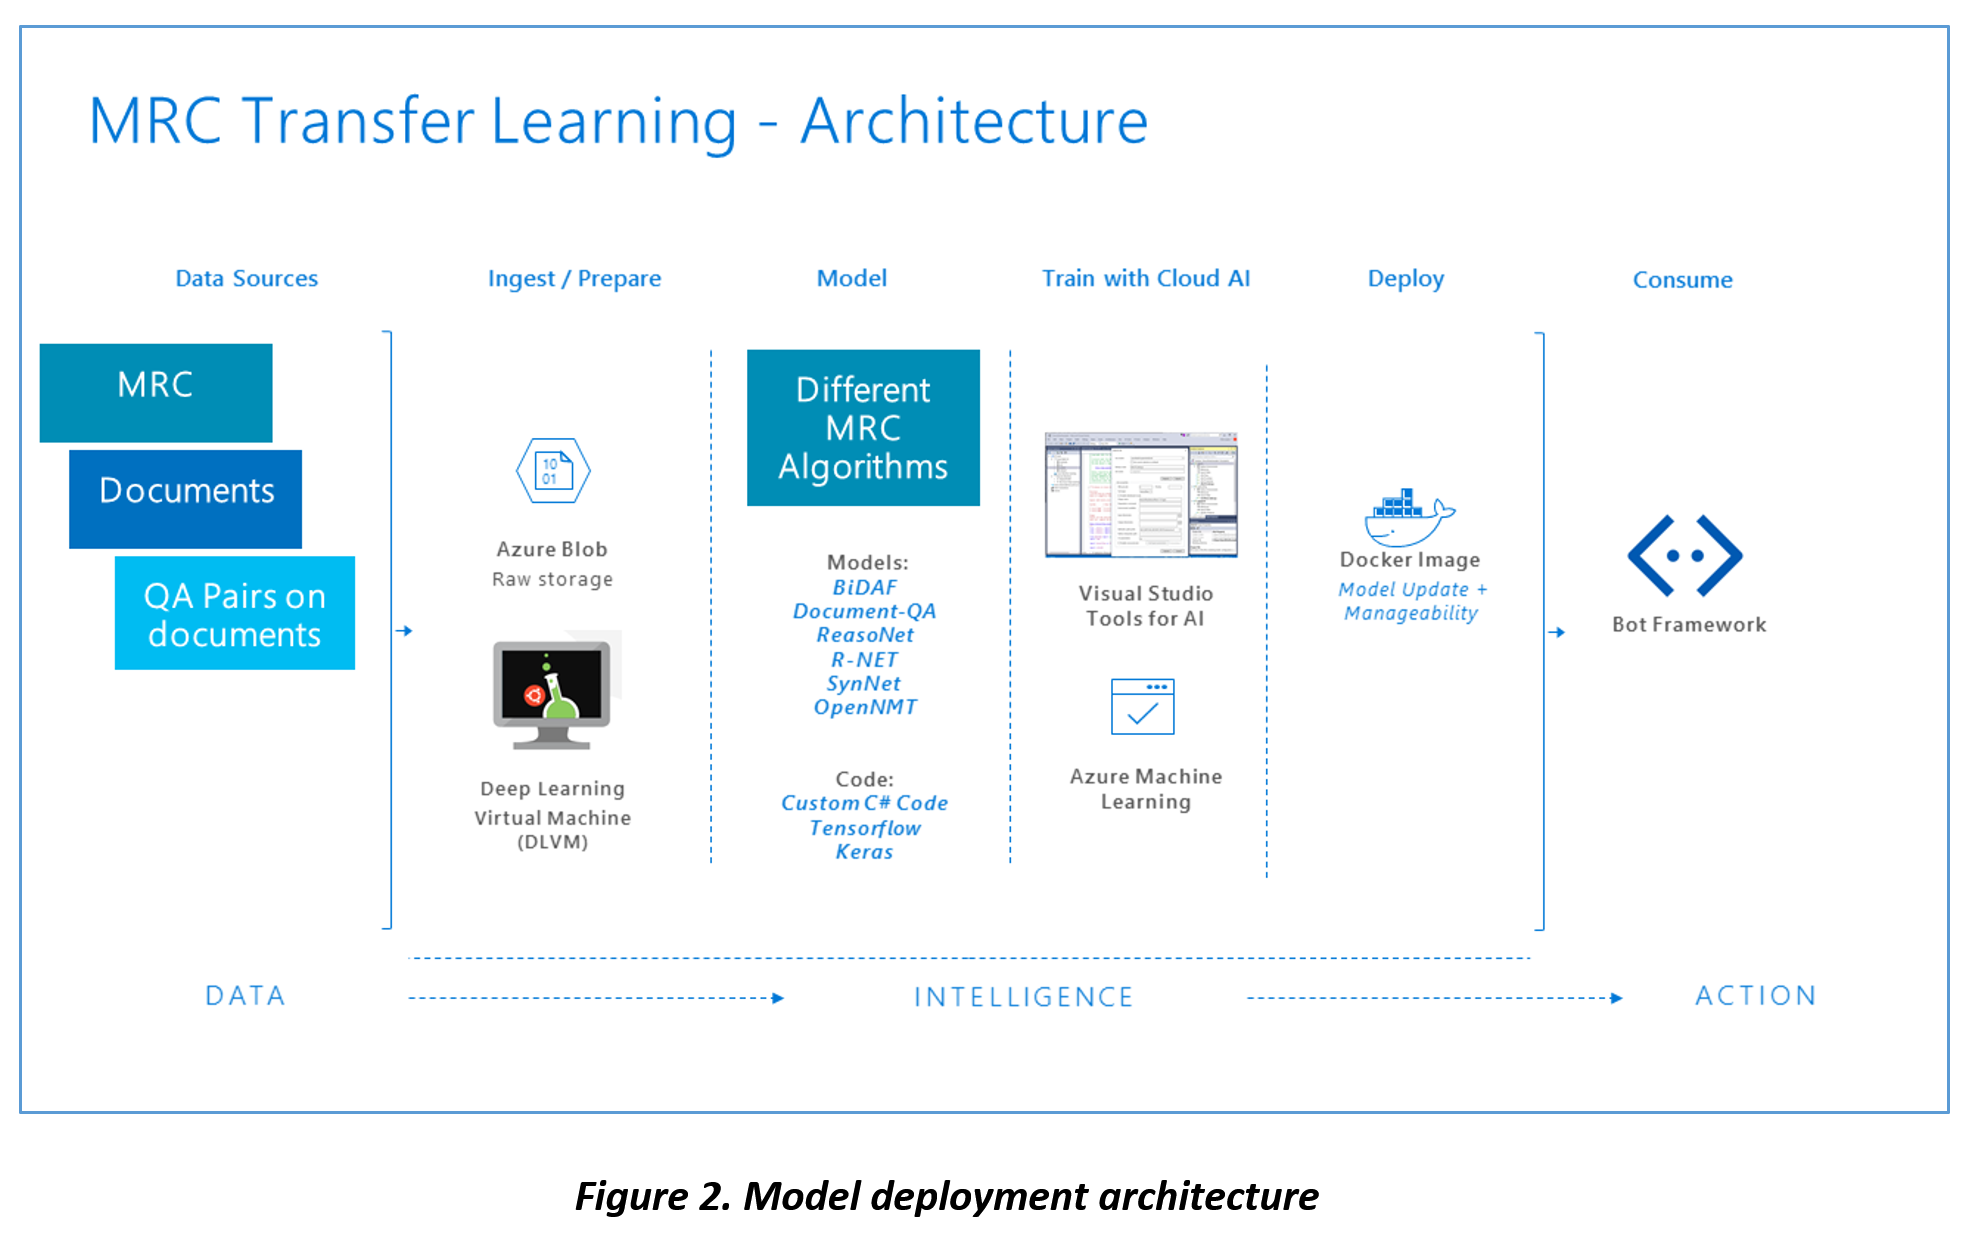 MRC Transfer Learning - Architecture
Data Sources
Ingest / Prepare
Model
Train with Cloud AI
Deploy
Consume
MRC
Documents
QA Pairs on
documents
10
01
Azure Blob
Raw storage
Deep Learning
Virtual Machine
(DLVM)
Different
MRC
Algorithms
Models:
BiDAF
Document-QA
ReasoNet
R-NET
SynNet
OpenNMT
Code:
Custom C# Code
Tensorflow
Keras
Visual Studio
Tools for AI
Azure Machine
Learning
Docker Image
Model Update +
Manageability
Bot Framework
DATA
INTELLIGENCE
ACTION
Figure 2. Model deployment architecture